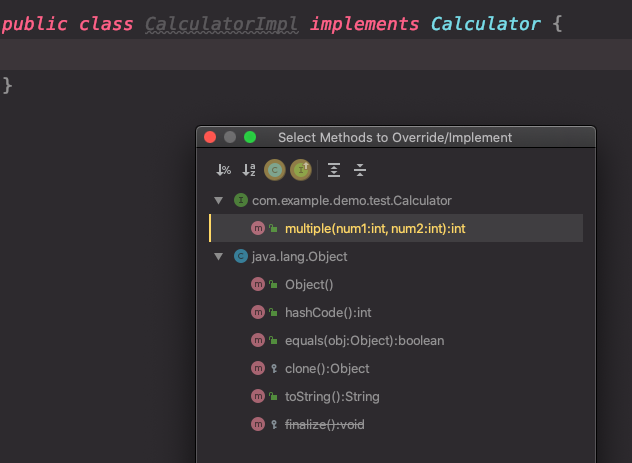 public class CalculatorImpl implements Calculator {
}
Select Methods to Override/Implement
com.example.demo.test.Calculator
multiple(num1:int, num2:int):int
java.lang.Object
Object()
hashCode():int
equals(obj:Object):boolean
clone():Object
toString():String
finalize():void